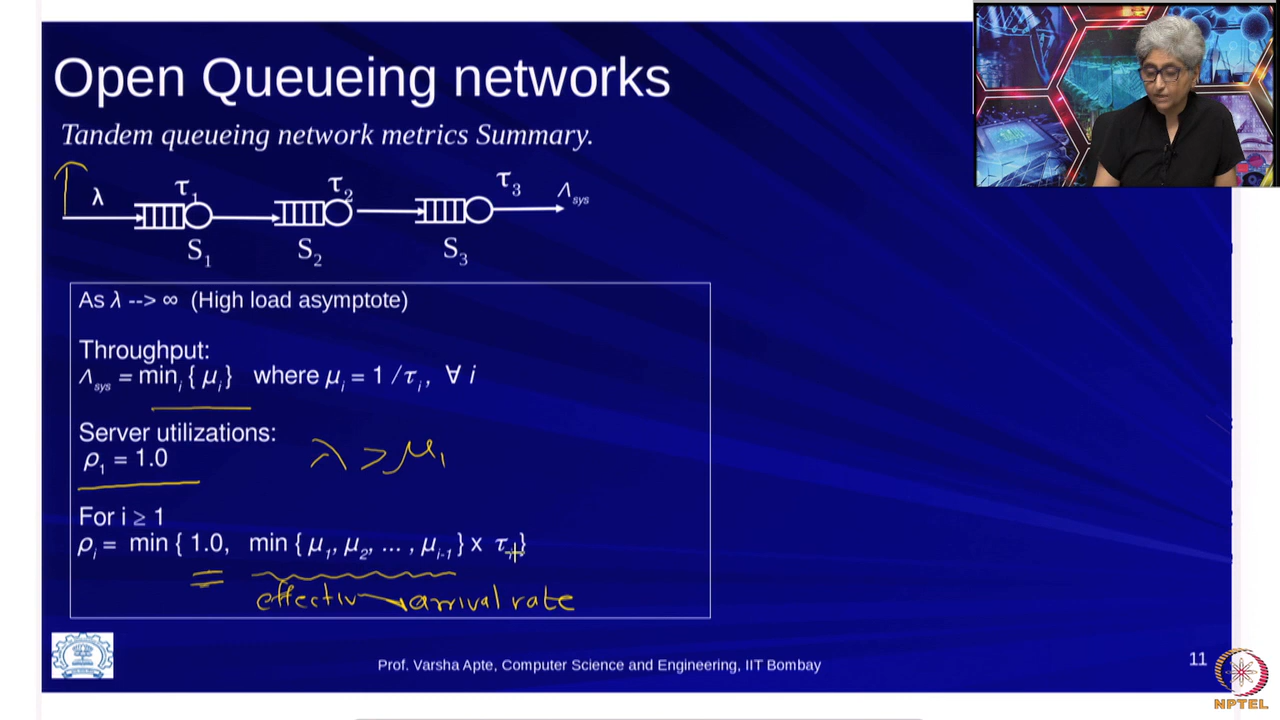 Open Queueing networks
Tandem queueing network metrics Summary.
λ τ1 τ2 τ3 Λsys
S1 S2 S3
As λ --> ∞ (High load asymptote)
Throughput:
Λsys = mini { μi } where μi = 1 / τi, ∀ i
Server utilizations:
ρ1 = 1.0 λ > μ1
For i ≥ 1
ρi = min { 1.0, min { μ1, μ2, ... , μi-1 } x τ }
effectiv arrival rate
Prof. Varsha Apte, Computer Science and Engineering, IIT Bombay
11
NPTEL